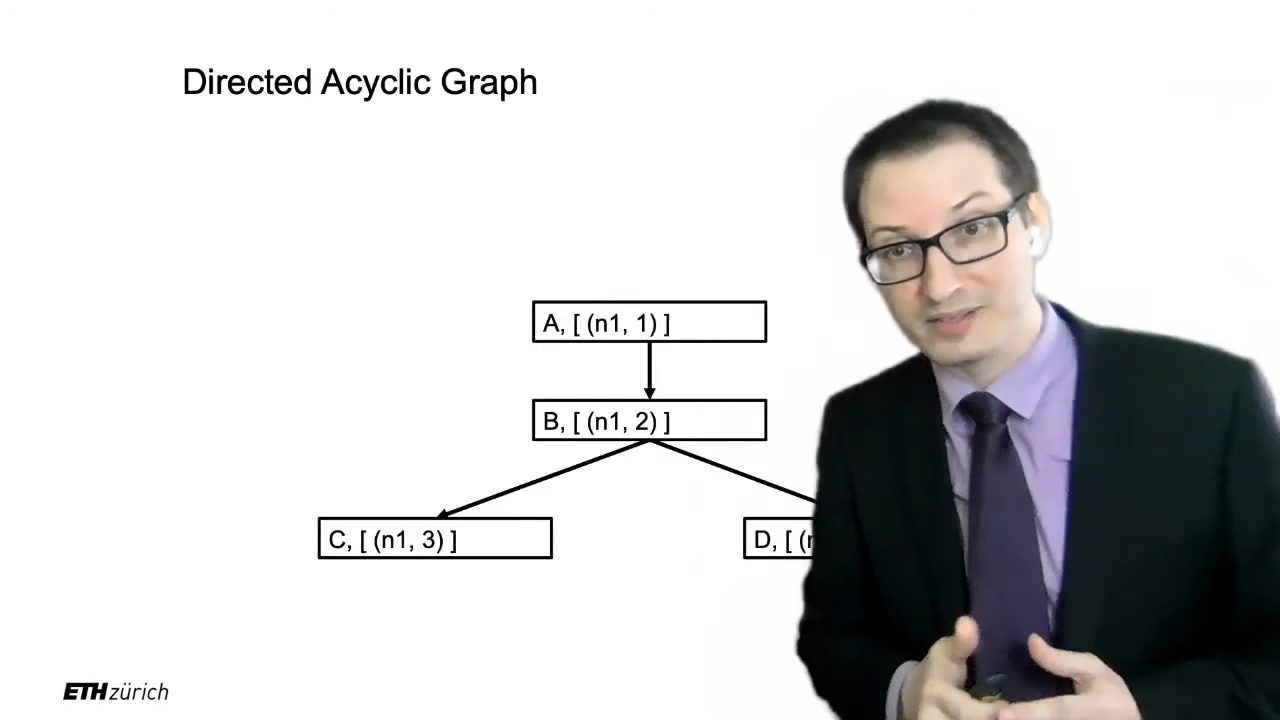 Directed Acyclic Graph
A, [ (n1, 1) ]
B, [ (n1, 2) ]
C, [ (n1, 3) ]
D, [ (
ETH zürich